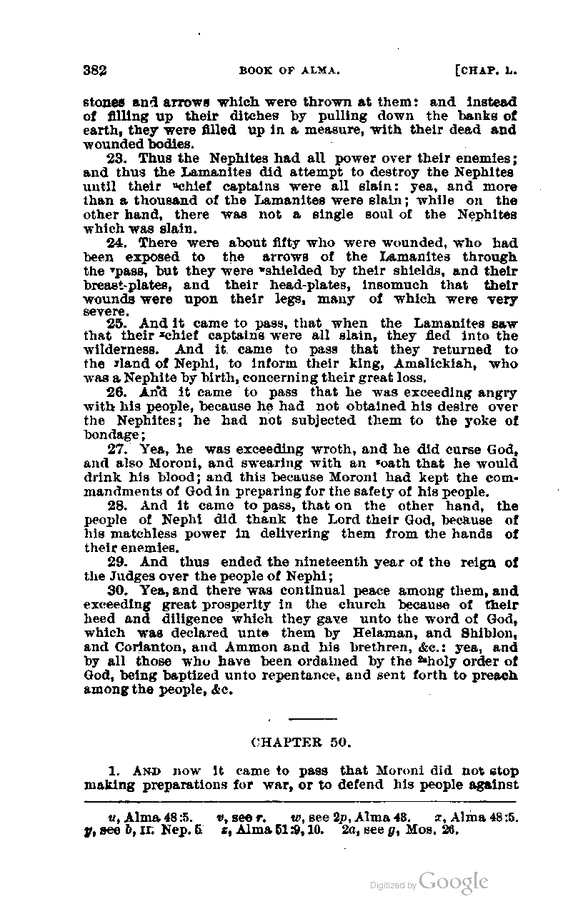 382 BOOK OF ALMA. [CHAP. L.
stones and arrows which were thrown at them: and instead
of filling up their ditches by pulling down the banks of
earth, they were filled up in a measure, with their dead and
wounded bodies.
23. Thus the Nephites had all power over their enemies;
and thus the Lamanites did attempt to destroy the Nephites
until their ᵘchief captains were all slain: yea, and more
than a thousand of the Lamanites were slain; while on the
other hand, there was not a single soul of the Nephites
which was slain.
24. There were about fifty who were wounded, who had
been exposed to the arrows of the Lamanites through
the ᵛpass, but they were ʷshielded by their shields, and their
breast-plates, and their head-plates, insomuch that their
wounds were upon their legs, many of which were very
severe.
25. And it came to pass, that when the Lamanites saw
that their ˣchief captains were all slain, they fled into the
wilderness. And it came to pass that they returned to
the ʸland of Nephi, to inform their king, Amalickiah, who
was a Nephite by birth, concerning their great loss.
26. And it came to pass that he was exceeding angry
with his people, because he had not obtained his desire over
the Nephites; he had not subjected them to the yoke of
bondage;
27. Yea, he was exceeding wroth, and he did curse God,
and also Moroni, and swearing with an ᶻoath that he would
drink his blood; and this because Moroni had kept the com-
mandments of God in preparing for the safety of his people.
28. And it came to pass, that on the other hand, the
people of Nephi did thank the Lord their God, because of
his matchless power in delivering them from the hands of
their enemies.
29. And thus ended the nineteenth year of the reign of
the Judges over the people of Nephi;
30. Yea, and there was continual peace among them, and
exceeding great prosperity in the church because of their
heed and diligence which they gave unto the word of God,
which was declared unto them by Helaman, and Shiblon,
and Corianton, and Ammon and his brethren, &c.: yea, and
by all those who have been ordained by the ²ᵃholy order of
God, being baptized unto repentance, and sent forth to preach
among the people, &c.
CHAPTER 50.
1. AND now it came to pass that Moroni did not stop
making preparations for war, or to defend his people against
u, Alma 48:5. v, see r. w, see 2p, Alma 43. x, Alma 48:5.
y, see b, II. Nep. 5. z, Alma 51:9, 10. 2a, see g, Mos. 26.
Digitized by Google